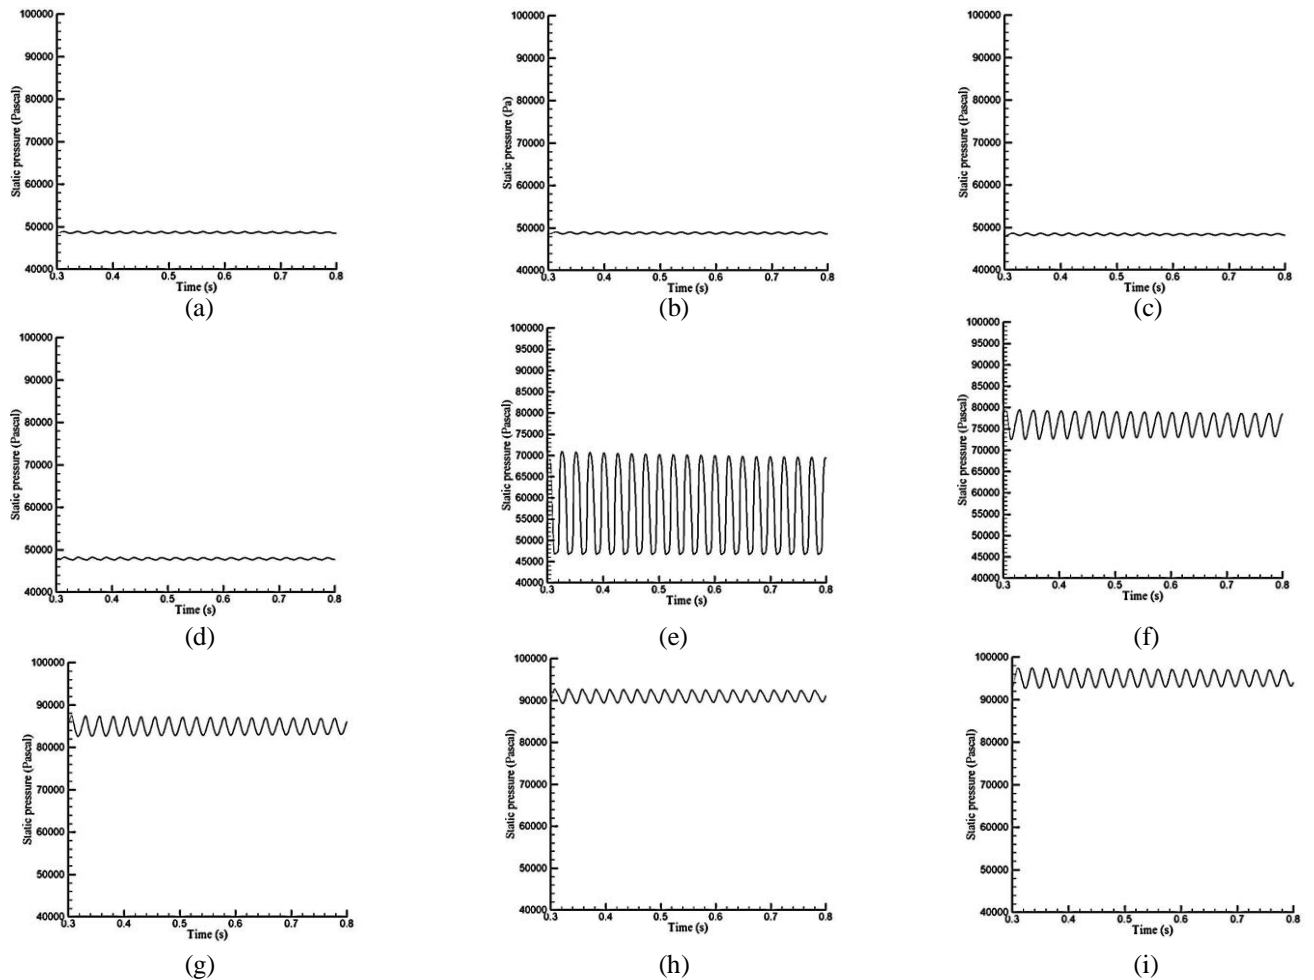 100000 100000 100000
90000 90000 90000
80000 80000 80000
70000 70000 70000
60000 60000 60000
50000 50000 50000
40000 40000 40000
Static pressure (Pascal) Static pressure (Pa) Static pressure (Pascal)
0.3 0.4 0.5 0.6 0.7 0.8 0.3 0.4 0.5 0.6 0.7 0.8 0.3 0.4 0.5 0.6 0.7 0.8
Time (s) Time (s) Time (s)
(a) (b) (c)
100000 100000 100000
95000 95000
90000 90000 90000
85000 85000
80000 80000 80000
75000 75000
70000 70000 70000
65000 65000
60000 60000 60000
55000 55000
50000 50000 50000
45000 45000
40000 40000 40000
Static pressure (Pascal) Static pressure (Pascal) Static pressure (Pascal)
0.3 0.4 0.5 0.6 0.7 0.8 0.3 0.4 0.5 0.6 0.7 0.8 0.3 0.4 0.5 0.6 0.7 0.8
Time (s) Time (s) Time (s)
(d) (e) (f)
100000 100000 100000
90000 90000 90000
80000 80000 80000
70000 70000 70000
60000 60000 60000
50000 50000 50000
40000 40000 40000
Static pressure (Pascal) Static pressure (Pascal) Static pressure (Pascal)
0.3 0.4 0.5 0.6 0.7 0.8 0.3 0.4 0.5 0.6 0.7 0.8 0.3 0.4 0.5 0.6 0.7 0.8
Time (s) Time (s) Time (s)
(g) (h) (i)